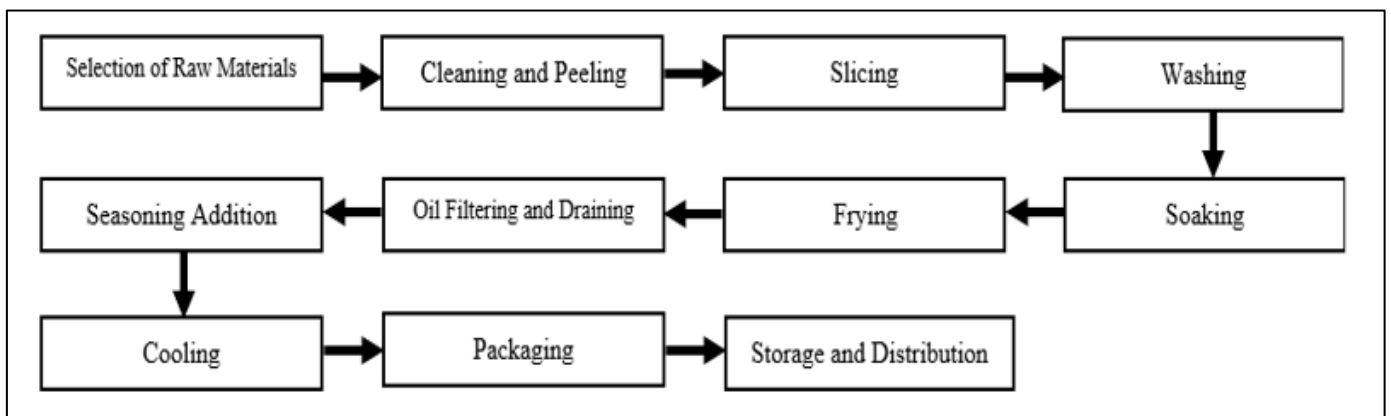 Selection of Raw Materials
Cleaning and Peeling
Slicing
Washing
Soaking
Frying
Oil Filtering and Draining
Seasoning Addition
Cooling
Packaging
Storage and Distribution